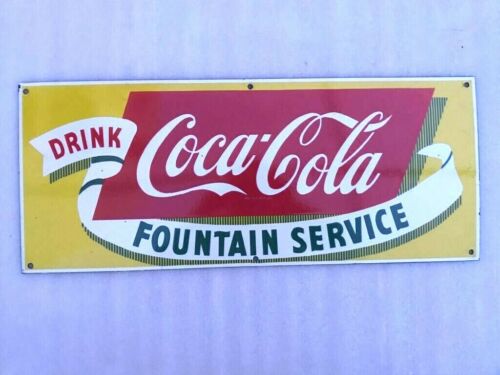 DRINK
Coca-Cola
FOUNTAIN SERVICE